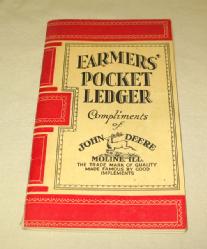 FARMERS'
POCKET
LEDGER
Compliments
of
JOHN DEERE
MOLINE, ILL.
THE TRADE MARK OF QUALITY
MADE FAMOUS BY GOOD
IMPLEMENTS